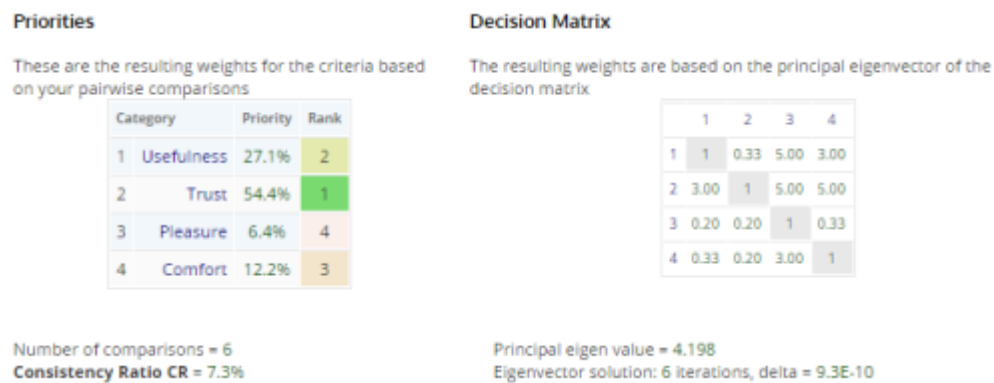 Priorities
These are the resulting weights for the criteria based
on your pairwise comparisons
Category Priority Rank
1 Usefulness 27.1% 2
2 Trust 54.4% 1
3 Pleasure 6.4% 4
4 Comfort 12.2% 3
Number of comparisons = 6
Consistency Ratio CR = 7.3%
Decision Matrix
The resulting weights are based on the principal eigenvector of the
decision matrix
1 2 3 4
1 1 0.33 5.00 3.00
2 3.00 1 5.00 5.00
3 0.20 0.20 1 0.33
4 0.33 0.20 3.00 1
Principal eigen value = 4.198
Eigenvector solution: 6 iterations, delta = 9.3E-10